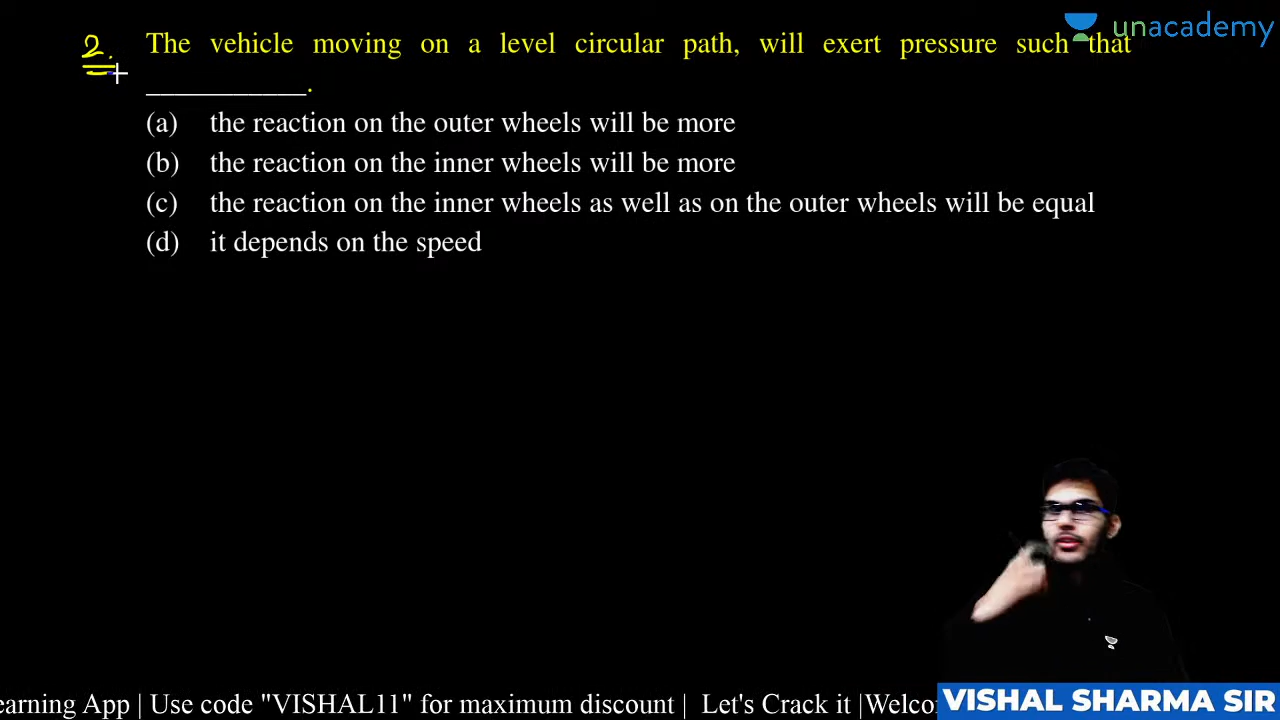 unacademy
2. The vehicle moving on a level circular path, will exert pressure such that
____________.
(a) the reaction on the outer wheels will be more
(b) the reaction on the inner wheels will be more
(c) the reaction on the inner wheels as well as on the outer wheels will be equal
(d) it depends on the speed
earning App | Use code "VISHAL11" for maximum discount | Let's Crack it |Welco
VISHAL SHARMA SIR